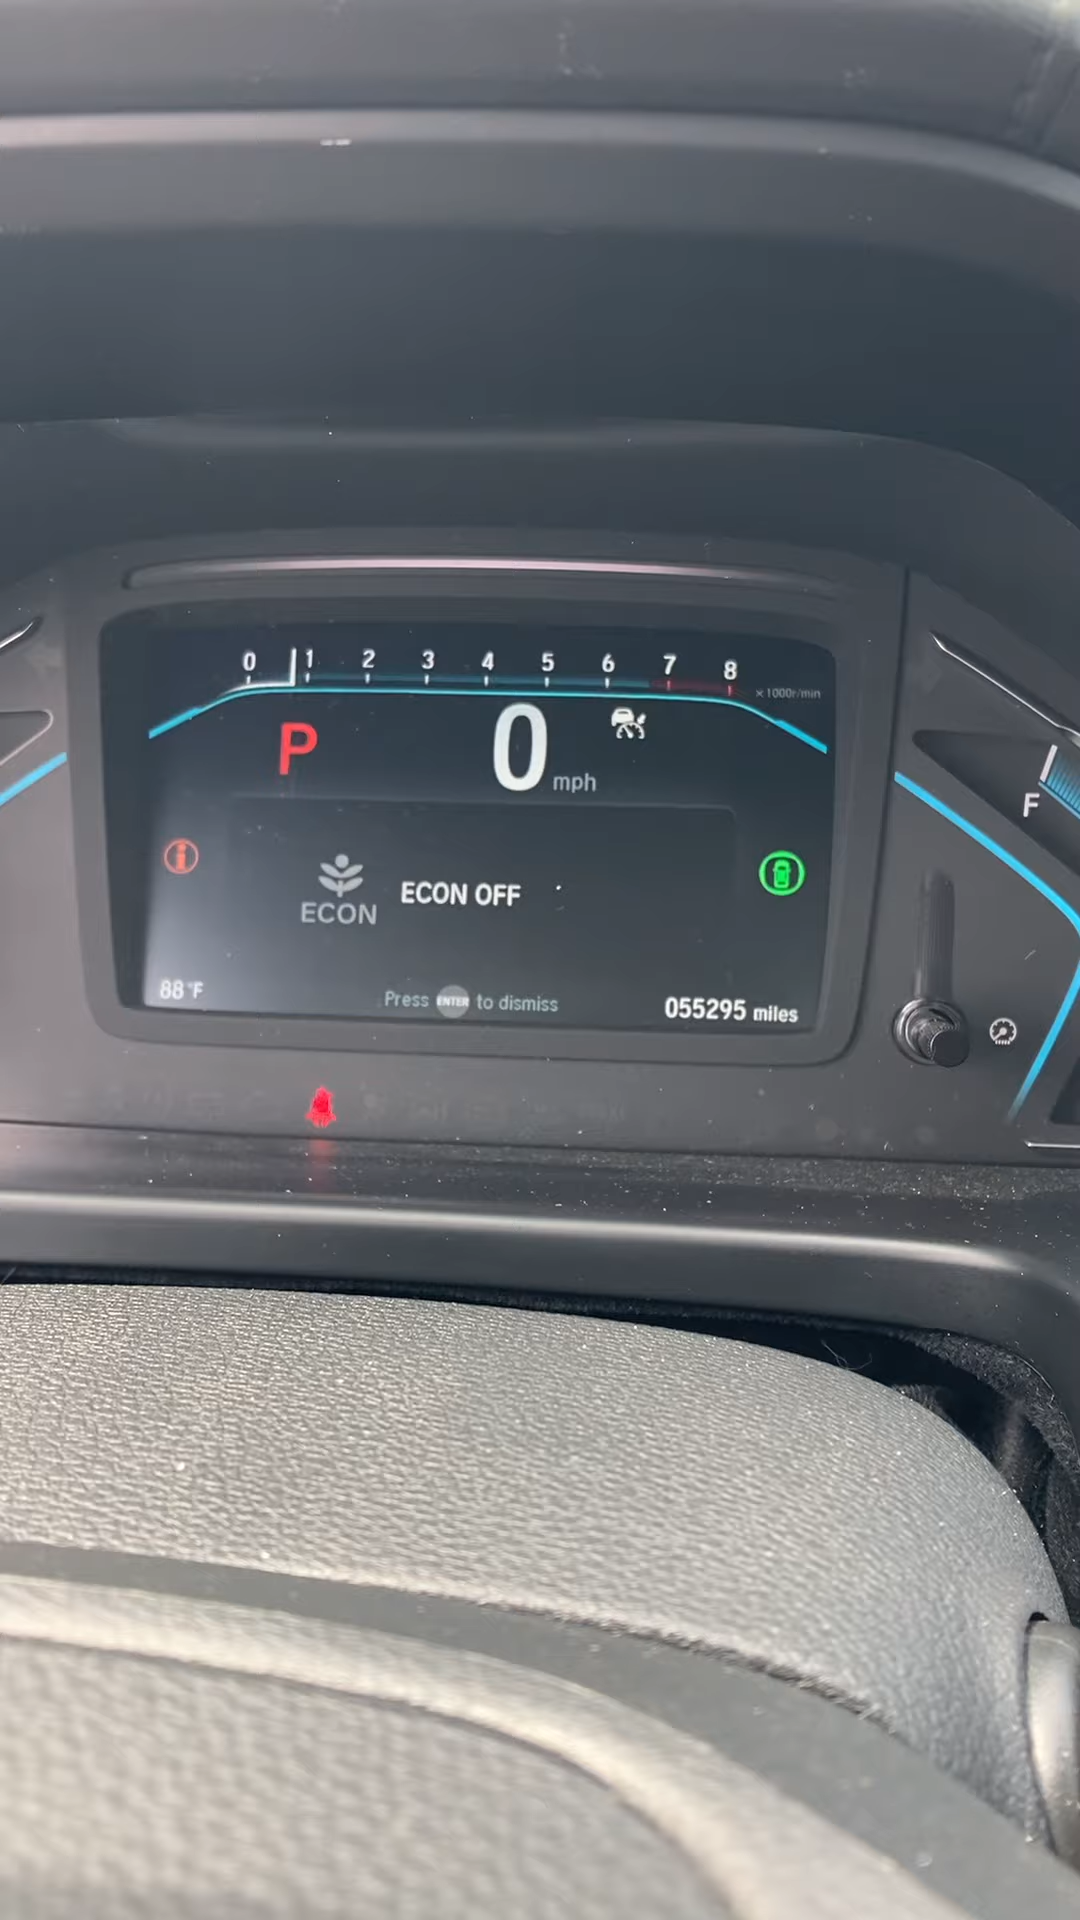 0 1 2 3 4 5 6 7 8
x1000r/min
P 0 mph
F
ECON
ECON OFF
88°F
Press ENTER to dismiss
055295 miles